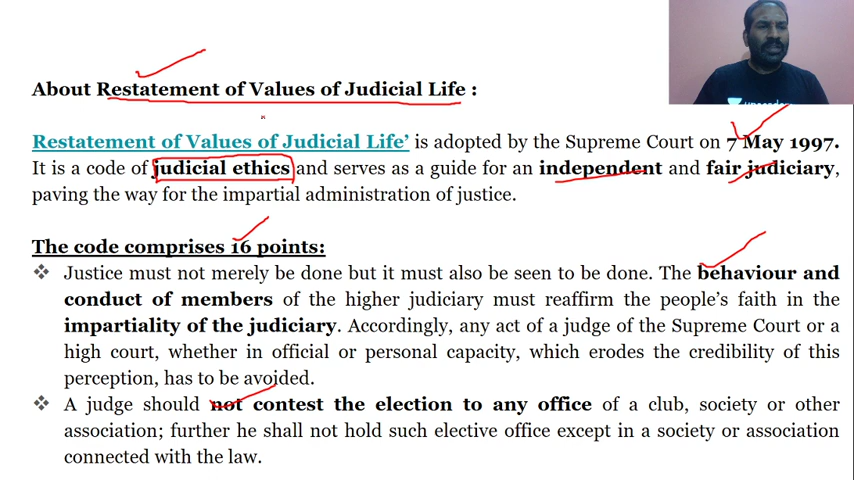 About Restatement of Values of Judicial Life :
Restatement of Values of Judicial Life’ is adopted by the Supreme Court on 7 May 1997.
It is a code of judicial ethics and serves as a guide for an independent and fair judiciary,
paving the way for the impartial administration of justice.
The code comprises 16 points:
❖ Justice must not merely be done but it must also be seen to be done. The behaviour and
conduct of members of the higher judiciary must reaffirm the people’s faith in the
impartiality of the judiciary. Accordingly, any act of a judge of the Supreme Court or a
high court, whether in official or personal capacity, which erodes the credibility of this
perception, has to be avoided.
❖ A judge should not contest the election to any office of a club, society or other
association; further he shall not hold such elective office except in a society or association
connected with the law.